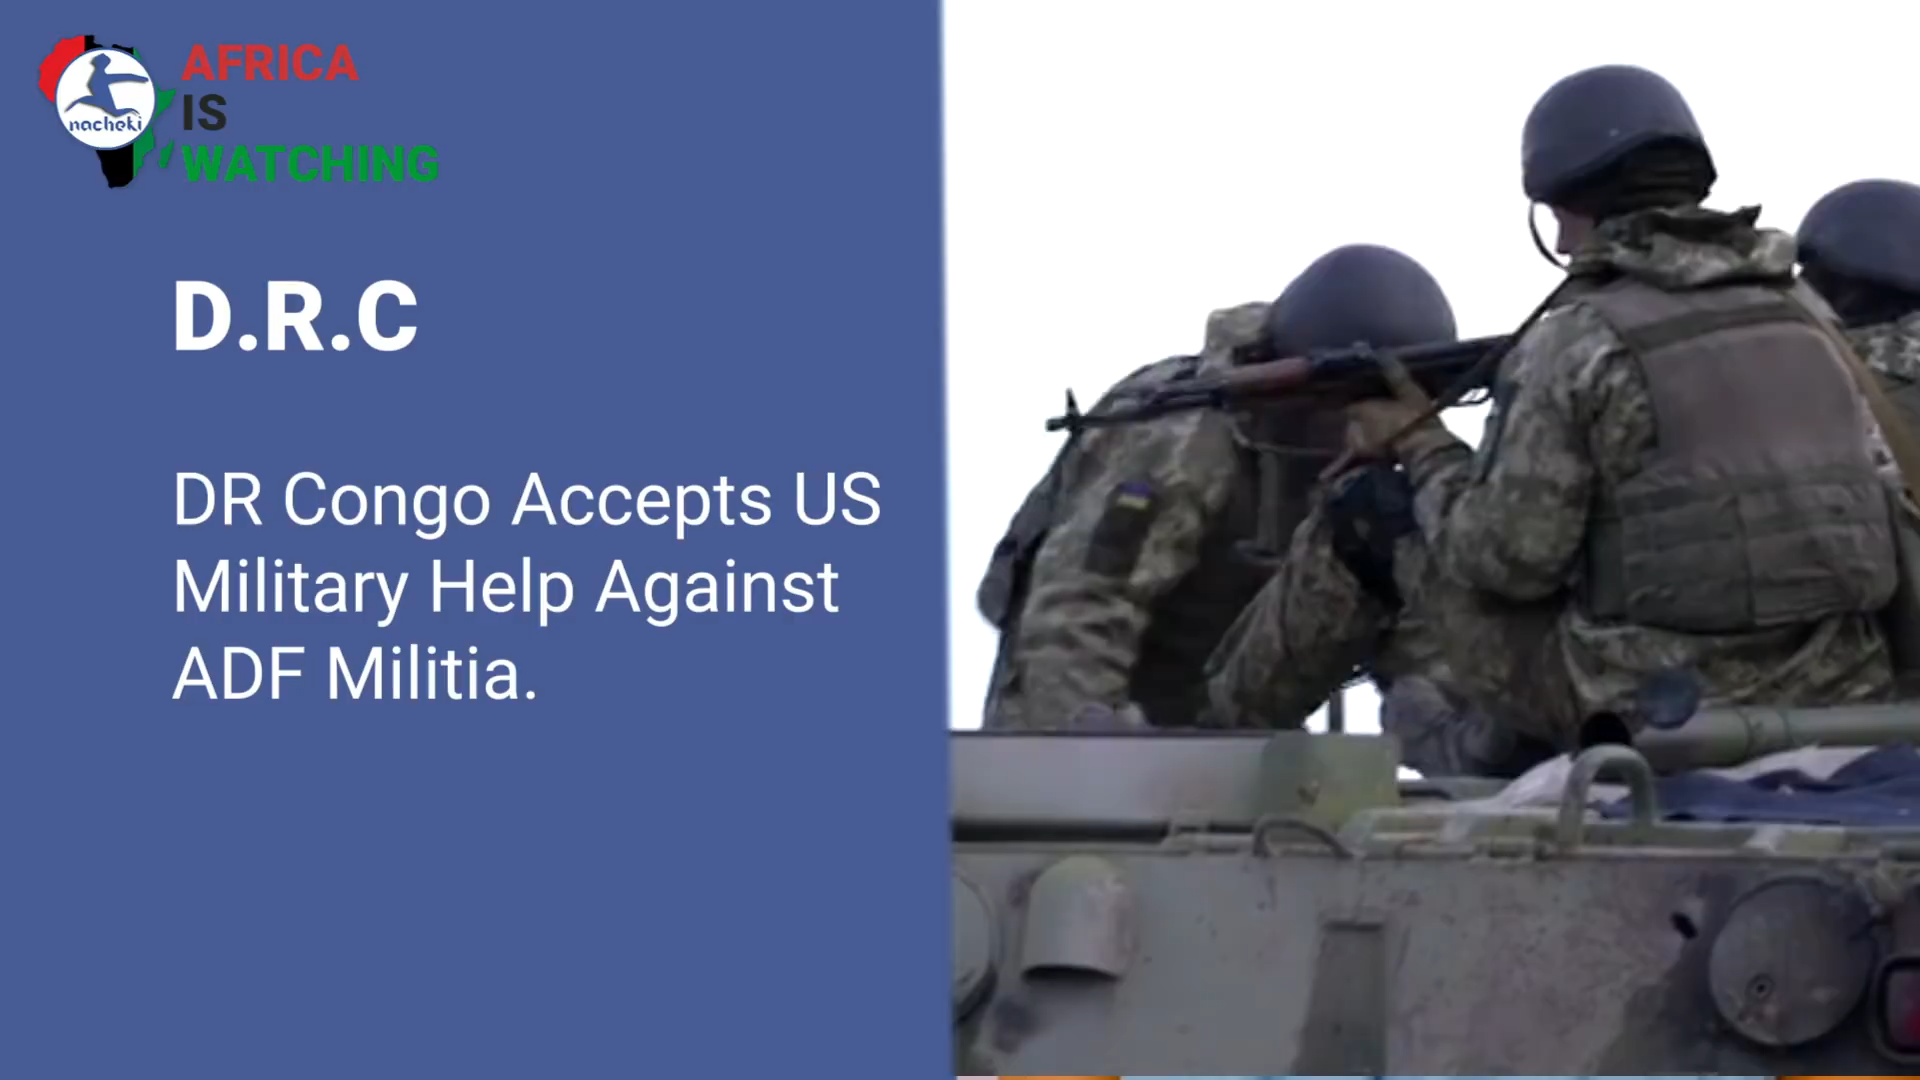 nacheki
AFRICA
IS
WATCHING
D.R.C
DR Congo Accepts US
Military Help Against
ADF Militia.